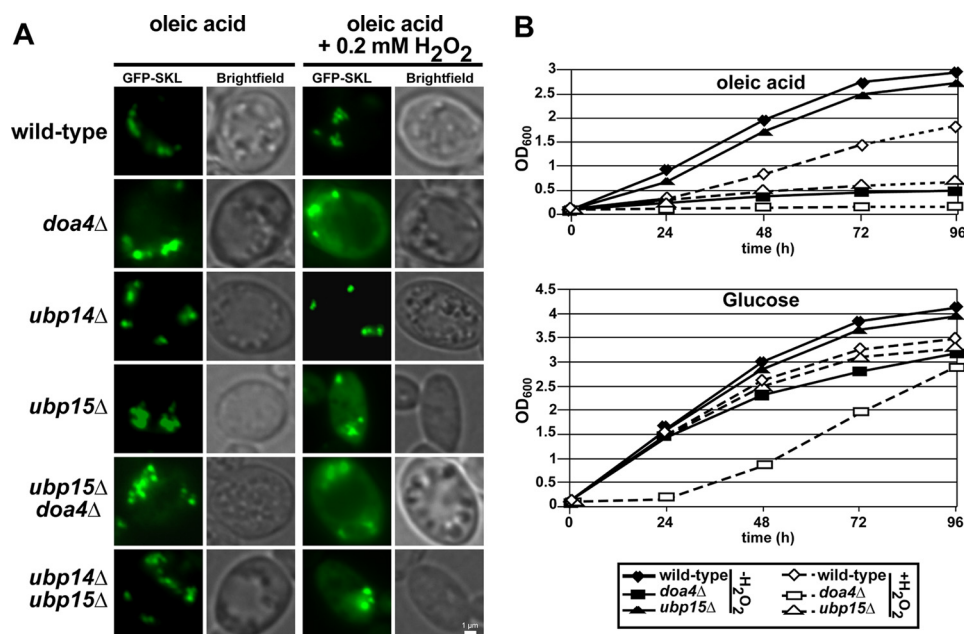 A
oleic acid
oleic acid
+ 0.2 mM H2O2
GFP-SKL
Brightfield
GFP-SKL
Brightfield
wild-type
doa4Δ
ubp14Δ
ubp15Δ
ubp15Δ
doa4Δ
ubp14Δ
ubp15Δ
1 µm
B
oleic acid
OD600
3
2.5
2
1.5
1
0.5
0
0 24 48 72 96
time (h)
Glucose
OD600
4.5
4
3.5
3
2.5
2
1.5
1
0.5
0
0 24 48 72 96
time (h)
wild-type
doa4Δ
ubp15Δ
-H2O2
wild-type
doa4Δ
ubp15Δ
+H2O2